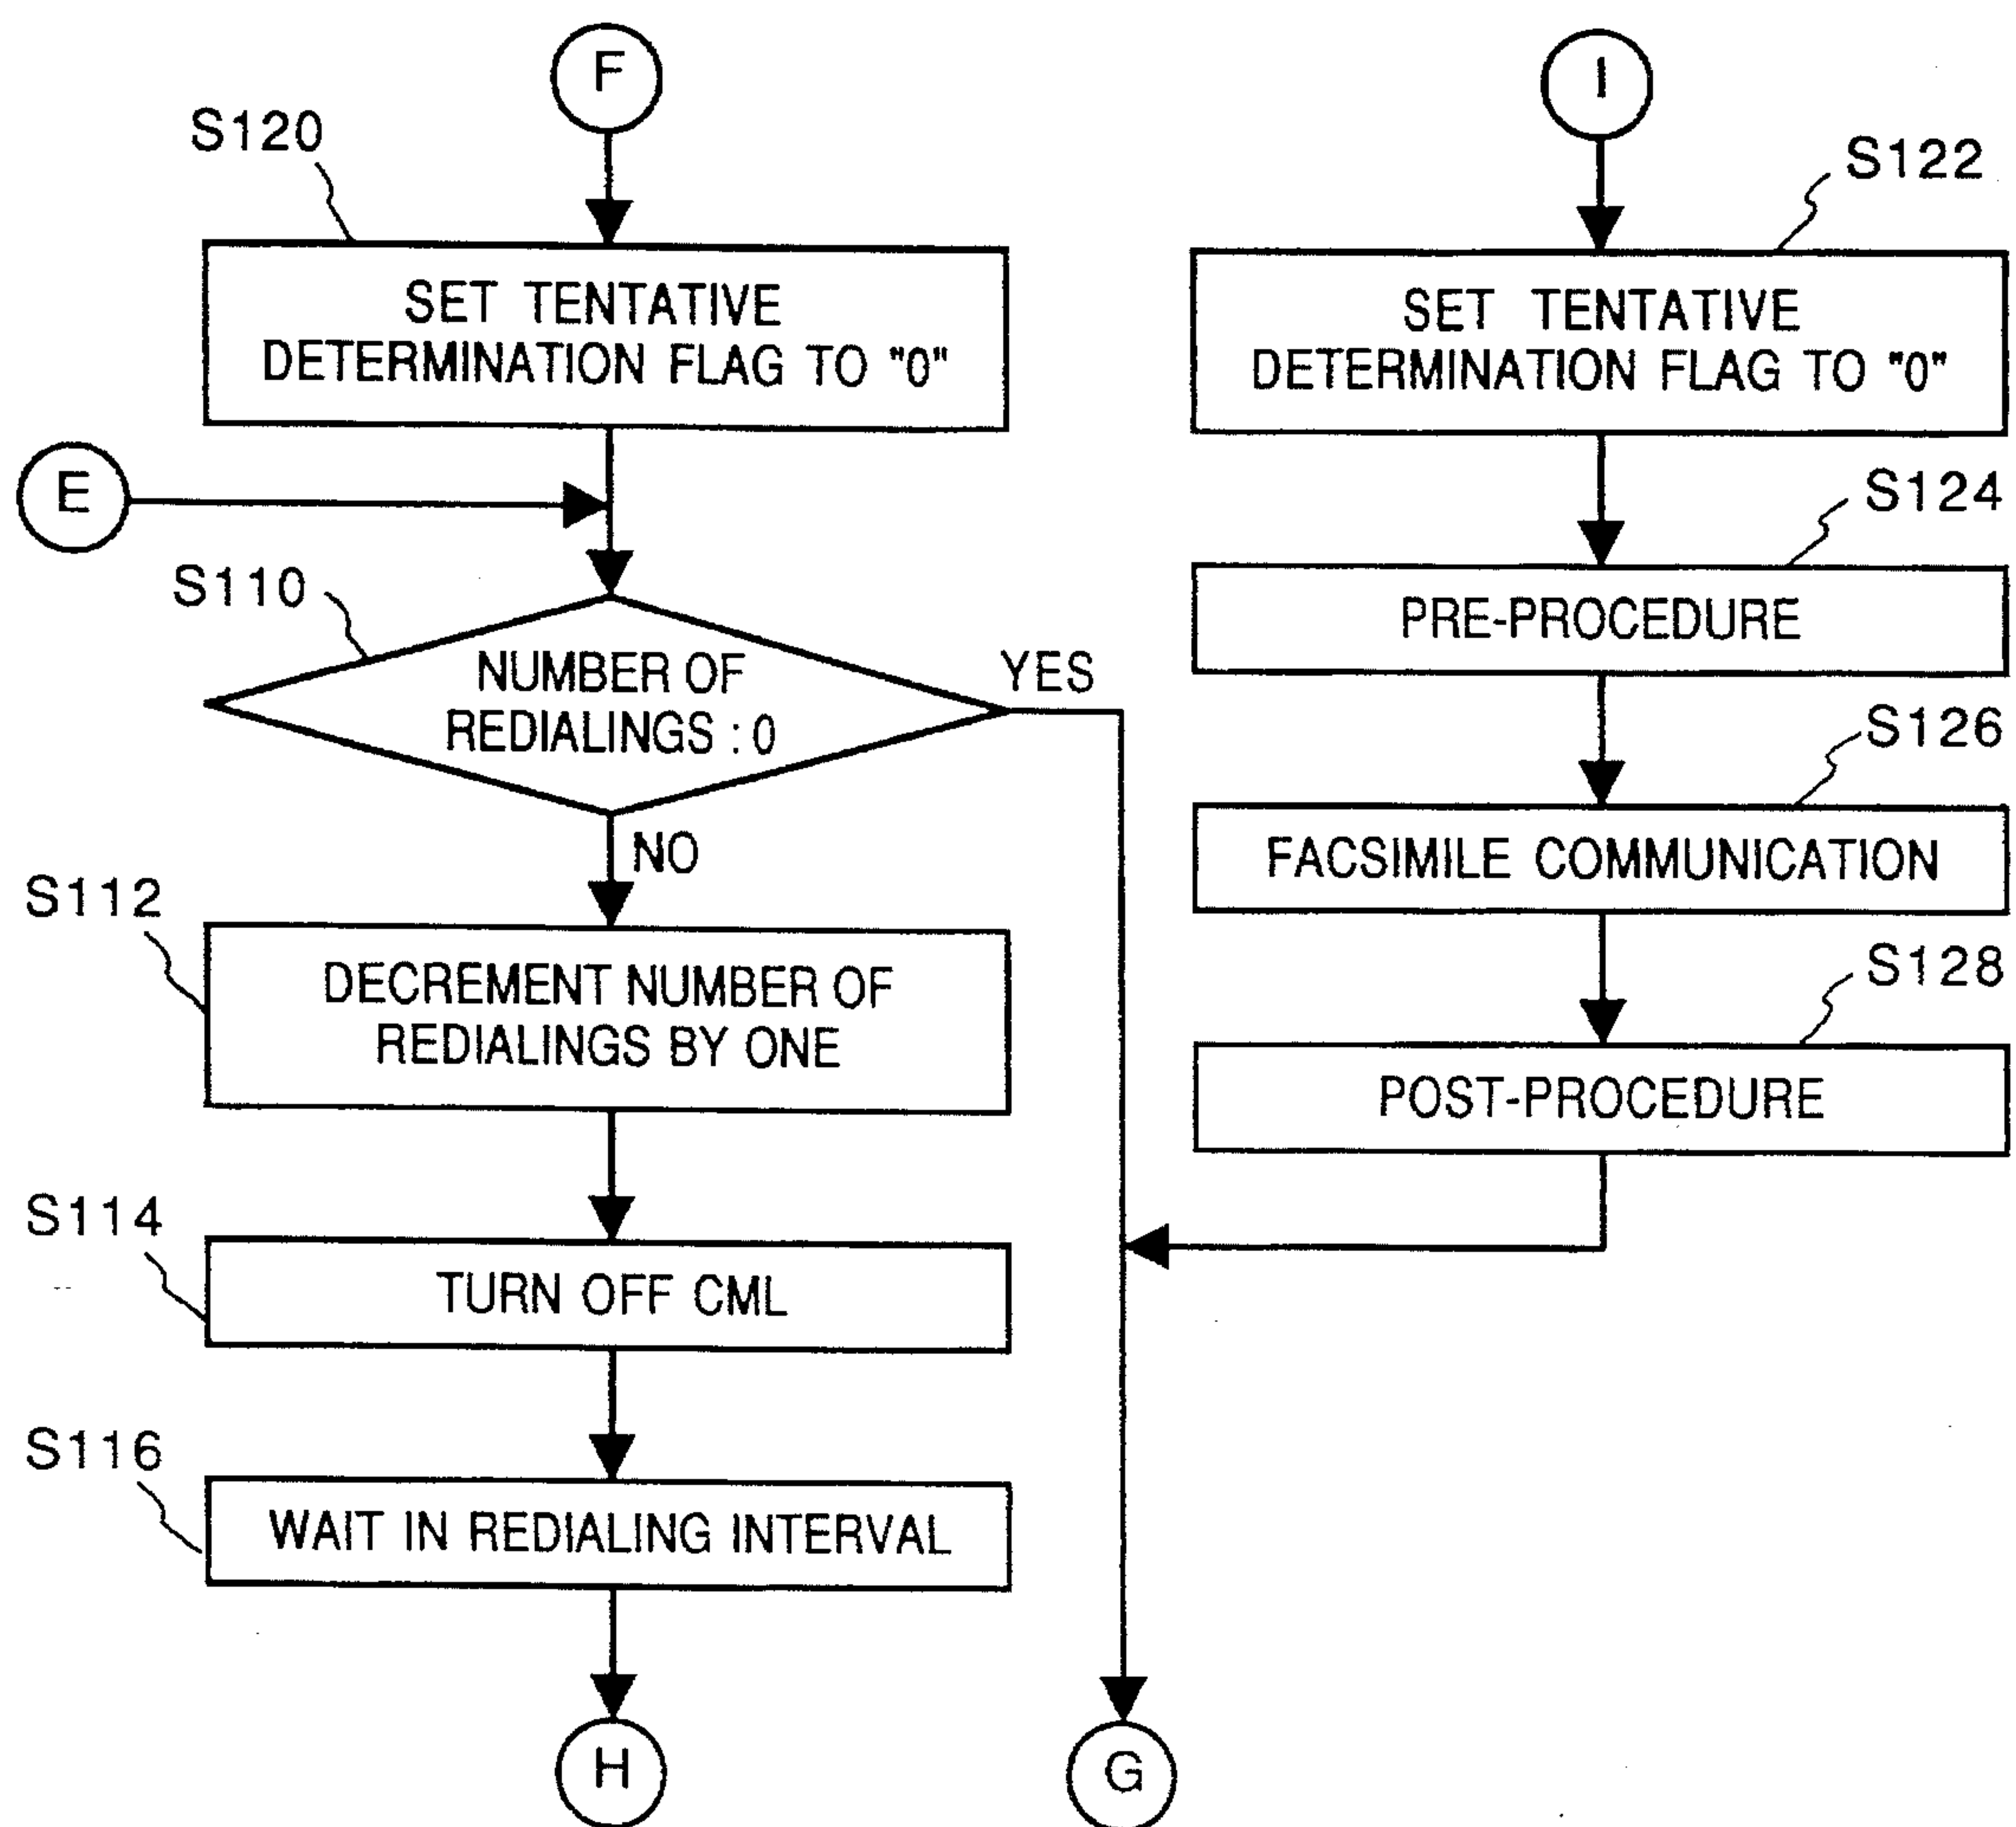 F
S120
SET TENTATIVE
DETERMINATION FLAG TO "0"
E
S110
NUMBER OF
REDIALINGS : 0
YES
NO
S112
DECREMENT NUMBER OF
REDIALINGS BY ONE
S114
TURN OFF CML
S116
WAIT IN REDIALING INTERVAL
H
I
S122
SET TENTATIVE
DETERMINATION FLAG TO "0"
S124
PRE-PROCEDURE
S126
FACSIMILE COMMUNICATION
S128
POST-PROCEDURE
G